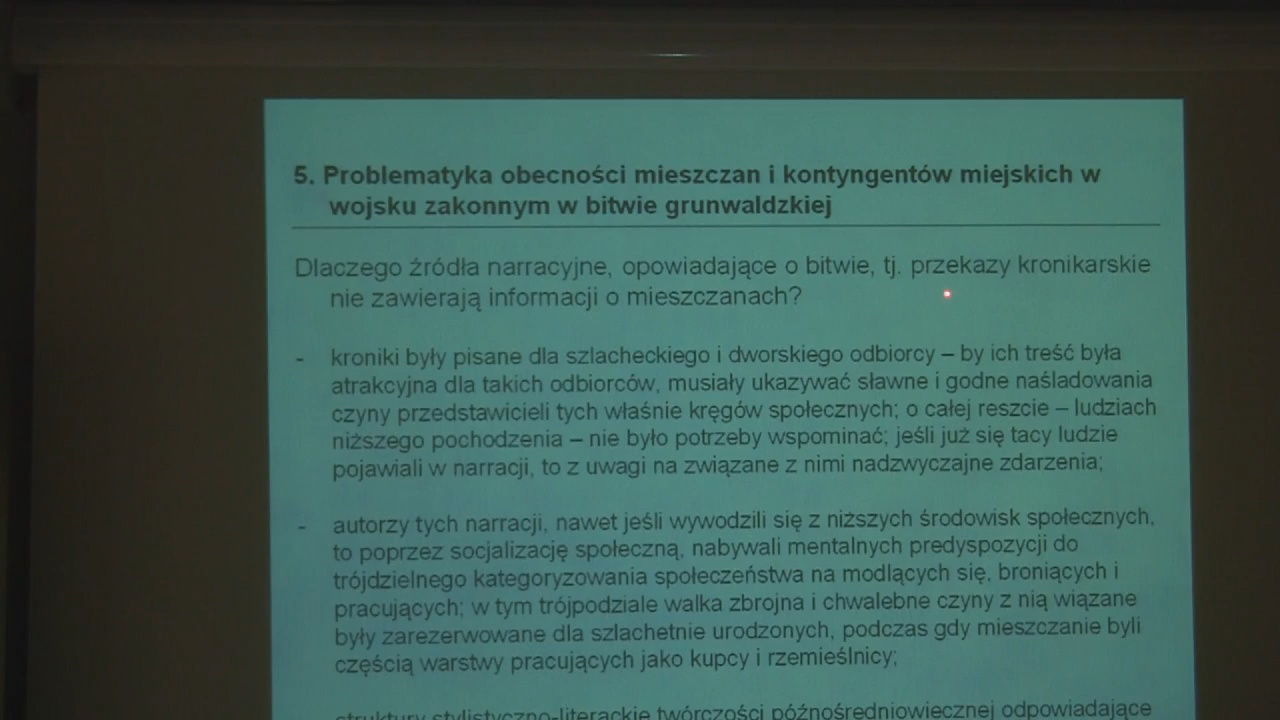 5. Problematyka obecności mieszczan i kontyngentów miejskich w
wojsku zakonnym w bitwie grunwaldzkiej
Dlaczego źródła narracyjne, opowiadające o bitwie, tj. przekazy kronikarskie
nie zawierają informacji o mieszczanach?
- kroniki były pisane dla szlacheckiego i dworskiego odbiorcy – by ich treść była
atrakcyjna dla takich odbiorców, musiały ukazywać sławne i godne naśladowania
czyny przedstawicieli tych właśnie kręgów społecznych; o całej reszcie – ludziach
niższego pochodzenia – nie było potrzeby wspominać; jeśli już się tacy ludzie
pojawiali w narracji, to z uwagi na związane z nimi nadzwyczajne zdarzenia;
- autorzy tych narracji, nawet jeśli wywodzili się z niższych środowisk społecznych,
to poprzez socjalizację społeczną, nabywali mentalnych predyspozycji do
trójdzielnego kategoryzowania społeczeństwa na modlących się, broniących i
pracujących; w tym trójpodziale walka zbrojna i chwalebne czyny z nią wiązane
były zarezerwowane dla szlachetnie urodzonych, podczas gdy mieszczanie byli
częścią warstwy pracujących jako kupcy i rzemieślnicy;
struktury stylistyczno-literackie twórczości późnośredniowiecznej odpowiadające